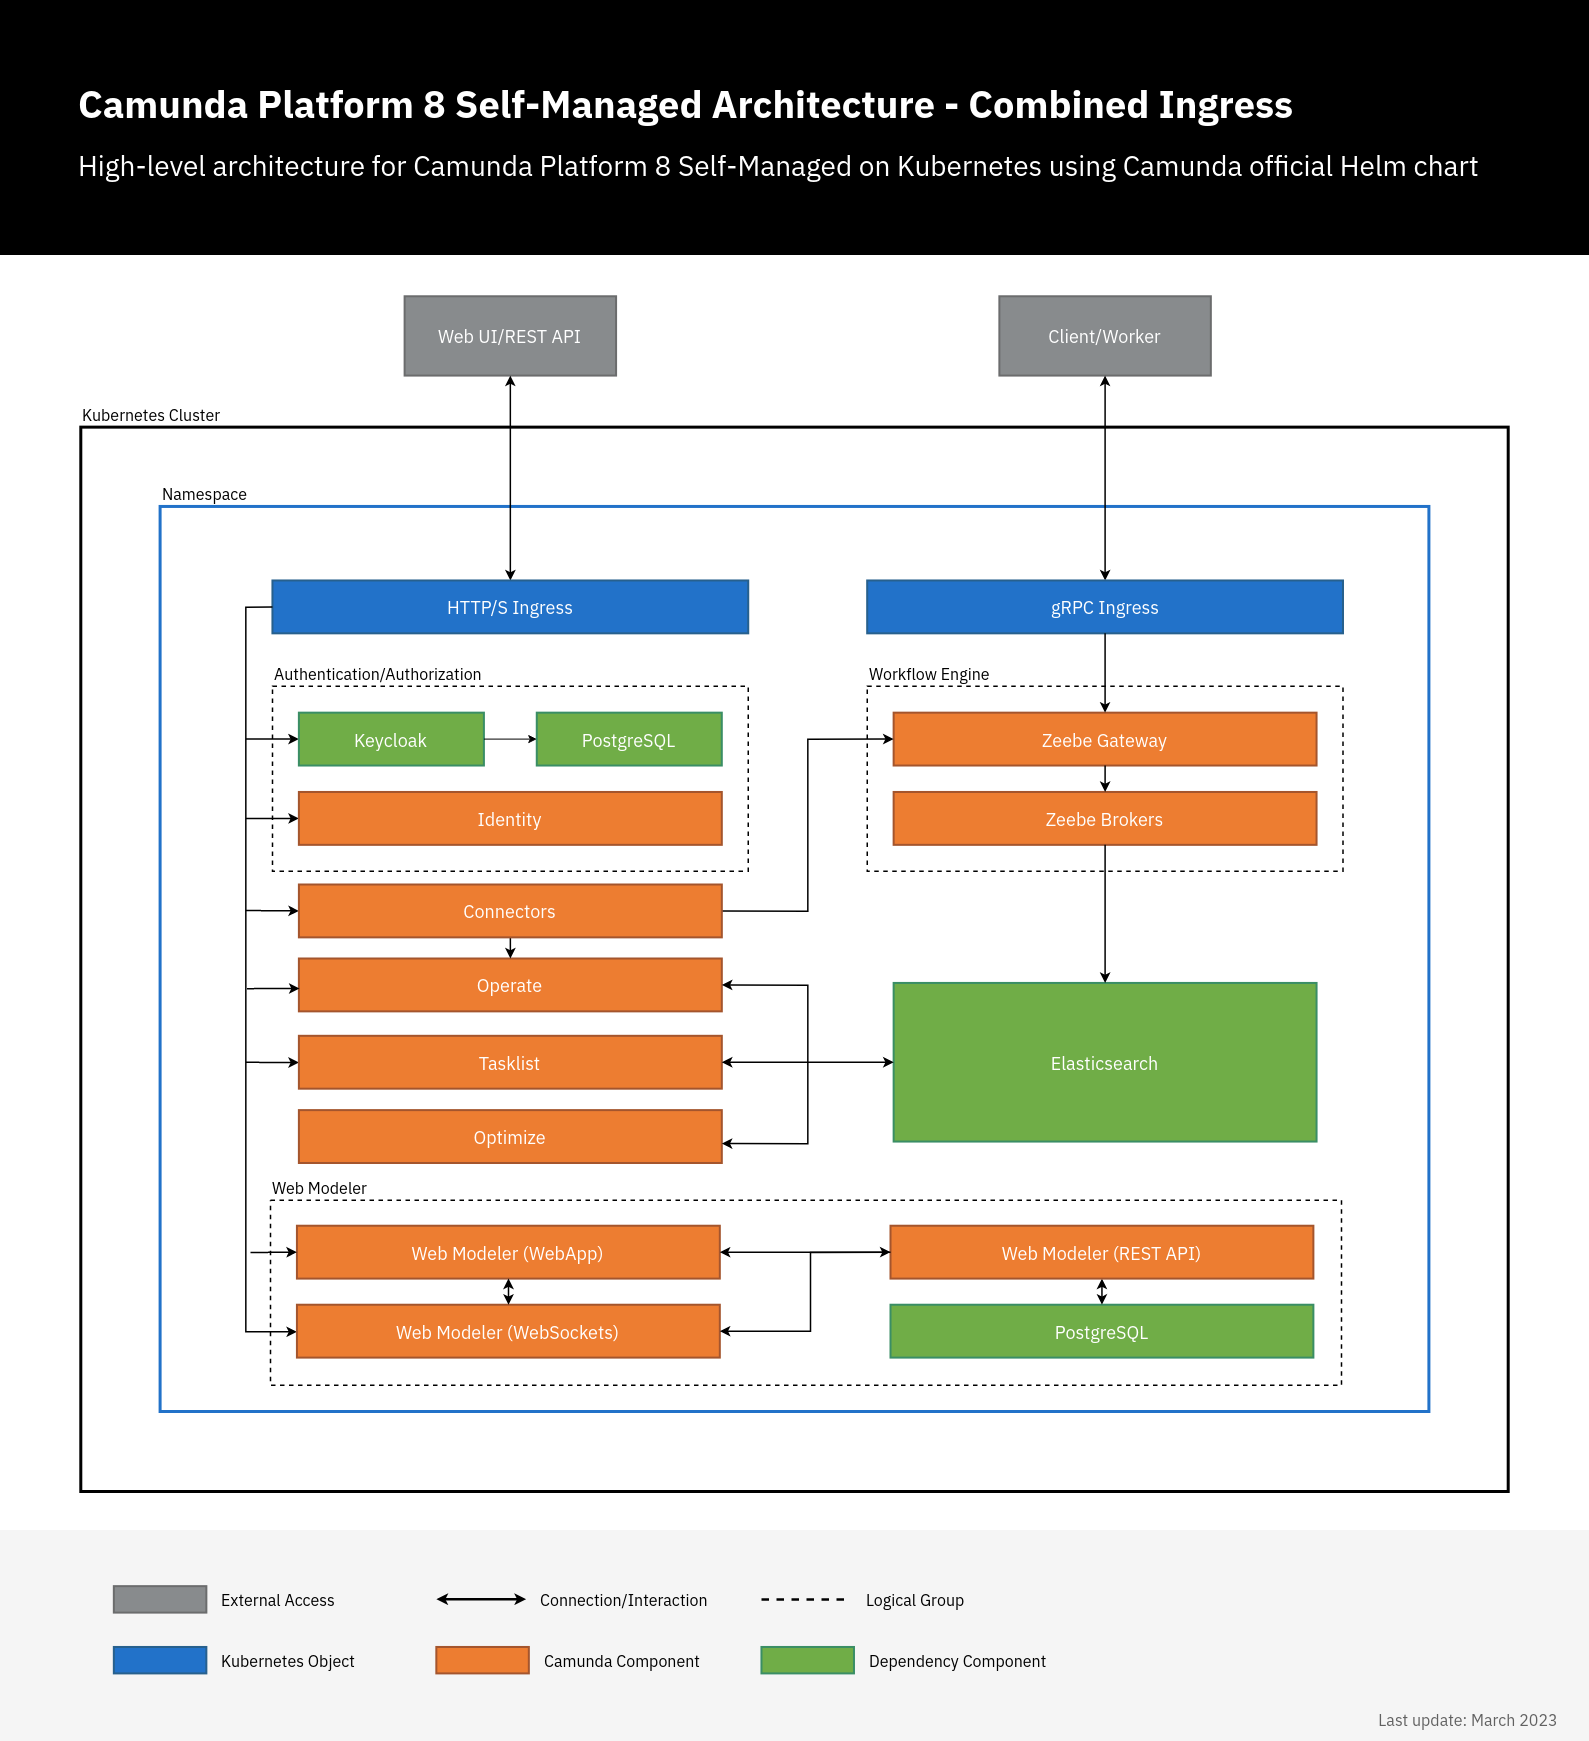 Camunda Platform 8 Self-Managed Architecture - Combined Ingress
High-level architecture for Camunda Platform 8 Self-Managed on Kubernetes using Camunda official Helm chart
Web UI/REST API
Client/Worker
Kubernetes Cluster
Namespace
HTTP/S Ingress
gRPC Ingress
Authentication/Authorization
Workflow Engine
Keycloak
PostgreSQL
Zeebe Gateway
Identity
Zeebe Brokers
Connectors
Operate
Tasklist
Elasticsearch
Optimize
Web Modeler
Web Modeler (WebApp)
Web Modeler (REST API)
Web Modeler (WebSockets)
PostgreSQL
External Access
Connection/Interaction
Logical Group
Kubernetes Object
Camunda Component
Dependency Component
Last update: March 2023